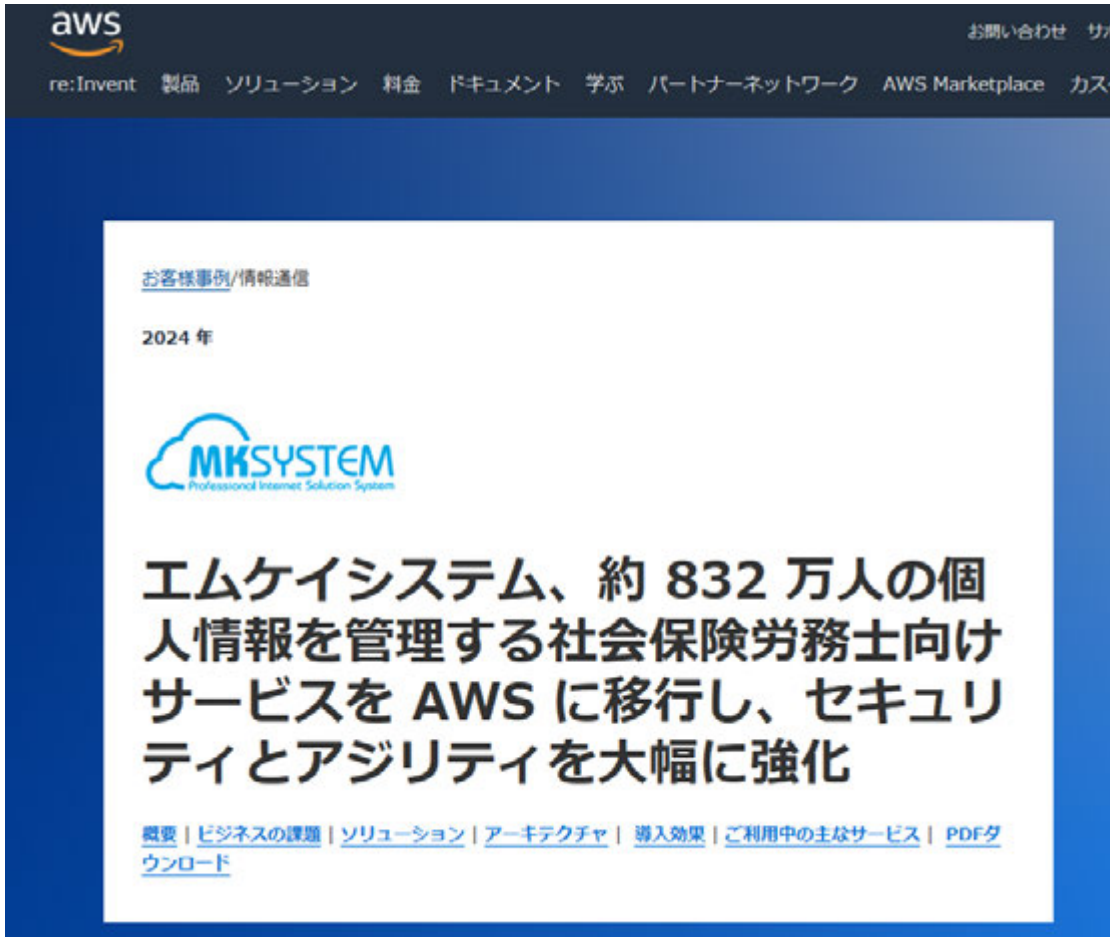 aws
お問い合わせ
re:Invent 製品 ソリューション 料金 ドキュメント 学ぶ パートナーネットワーク AWS Marketplace
お客様事例/情報通信
2024 年
MKSYSTEM
Professional Internet Solution System
エムケイシステム、約 832 万人の個
人情報を管理する社会保険労務士向け
サービスを AWS に移行し、セキュリ
ティとアジリティを大幅に強化
概要 | ビジネスの課題 | ソリューション | アーキテクチャ | 導入効果 | ご利用中の主なサービス | PDFダ
ウンロード